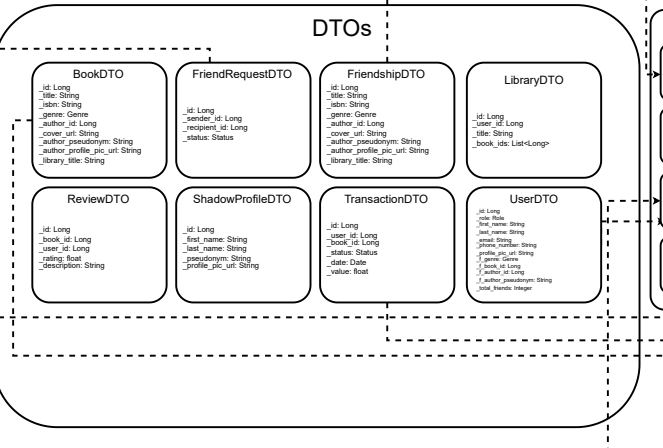 DTOs
BookDTO
_id: Long
_title: String
_isbn: String
_genre: Genre
_author_id: Long
_cover_url: String
_author_pseudonym: String
_author_profile_pic_url: String
_library_title: String
FriendRequestDTO
_id: Long
_sender_id: Long
_recipient_id: Long
_status: Status
FriendshipDTO
_id: Long
_title: String
_isbn: String
_genre: Genre
_author_id: Long
_cover_url: String
_author_pseudonym: String
_author_profile_pic_url: String
_library_title: String
LibraryDTO
_id: Long
_user_id: Long
_title: String
_book_ids: List<Long>
ReviewDTO
_id: Long
_book_id: Long
_user_id: Long
_rating: float
_description: String
ShadowProfileDTO
_id: Long
_first_name: String
_last_name: String
_pseudonym: String
_profile_pic_url: String
TransactionDTO
_id: Long
_user_id: Long
_book_id: Long
_status: Status
_date: Date
_value: float
UserDTO
_id: Long
_role: Role
_first_name: String
_last_name: String
_email: String
_phone_number: String
_profile_pic_url: String
_f_genre: Genre
_f_book_id: Long
_f_author_id: Long
_f_author_pseudonym: String
_total_friends: Integer